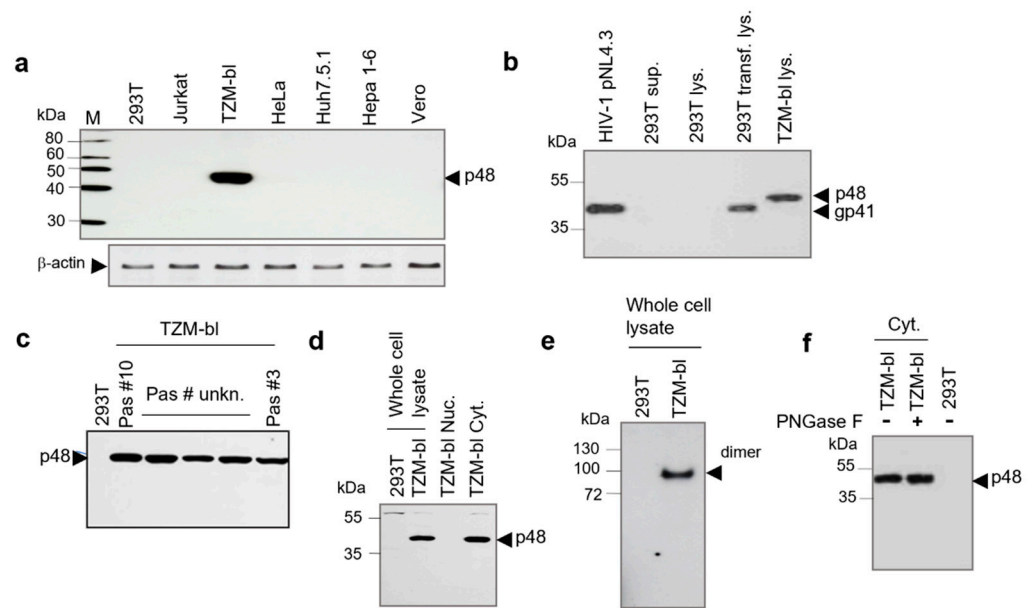 a
kDa
M
293T
Jurkat
TZM-bl
HeLa
Huh7.5.1
Hepa 1-6
Vero
80
60
50
40
30
p48
β-actin
b
kDa
HIV-1 pNL4.3
293T sup.
293T lys.
293T transf. lys.
TZM-bl lys.
55
35
p48
gp41
c
TZM-bl
293T
Pas #10
Pas # unkn.
Pas #3
p48
d
Whole cell
lysate
293T
TZM-bl
TZM-bl Nuc.
TZM-bl Cyt.
kDa
55
35
p48
e
Whole cell
lysate
293T
TZM-bl
kDa
130
100
72
dimer
f
Cyt.
TZM-bl
TZM-bl
293T
PNGase F - + -
kDa
55
35
p48